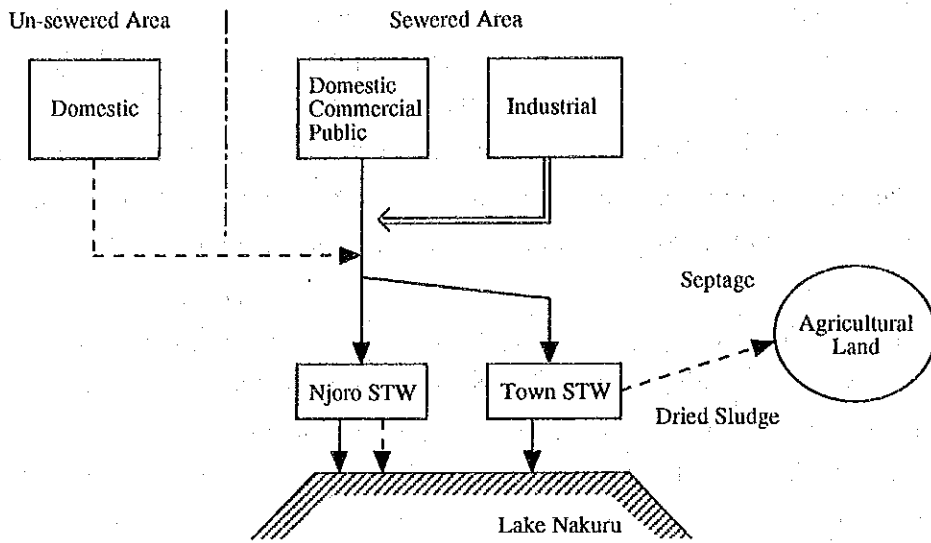 Un-sewered Area
Sewered Area
Domestic
Domestic
Commercial
Public
Industrial
Septage
Agricultural
Land
Njoro STW
Town STW
Dried Sludge
Lake Nakuru